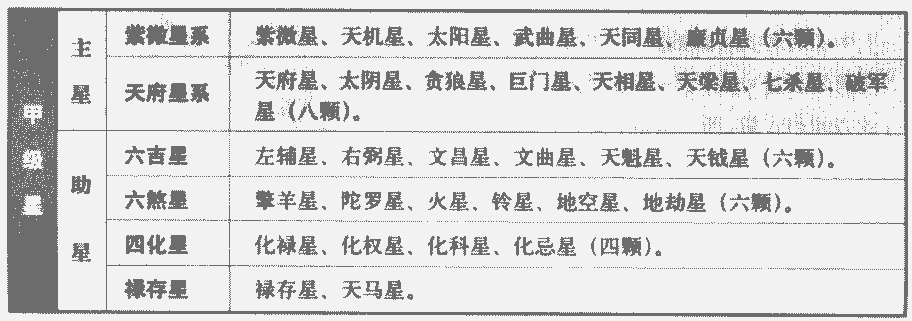 甲级星
主星
紫微星系
紫微星、天机星、太阳星、武曲星、天同星、廉贞星（六颗）。
天府星系
天府星、太阴星、贪狼星、巨门星、天相星、天梁星、七杀星、破军
星（八颗）。
助星
六吉星
左辅星、右弼星、文昌星、文曲星、天魁星、天钺星（六颗）。
六煞星
擎羊星、陀罗星、火星、铃星、地空星、地劫星（六颗）。
四化星
化禄星、化权星、化科星、化忌星（四颗）。
禄存星
禄存星、天马星。